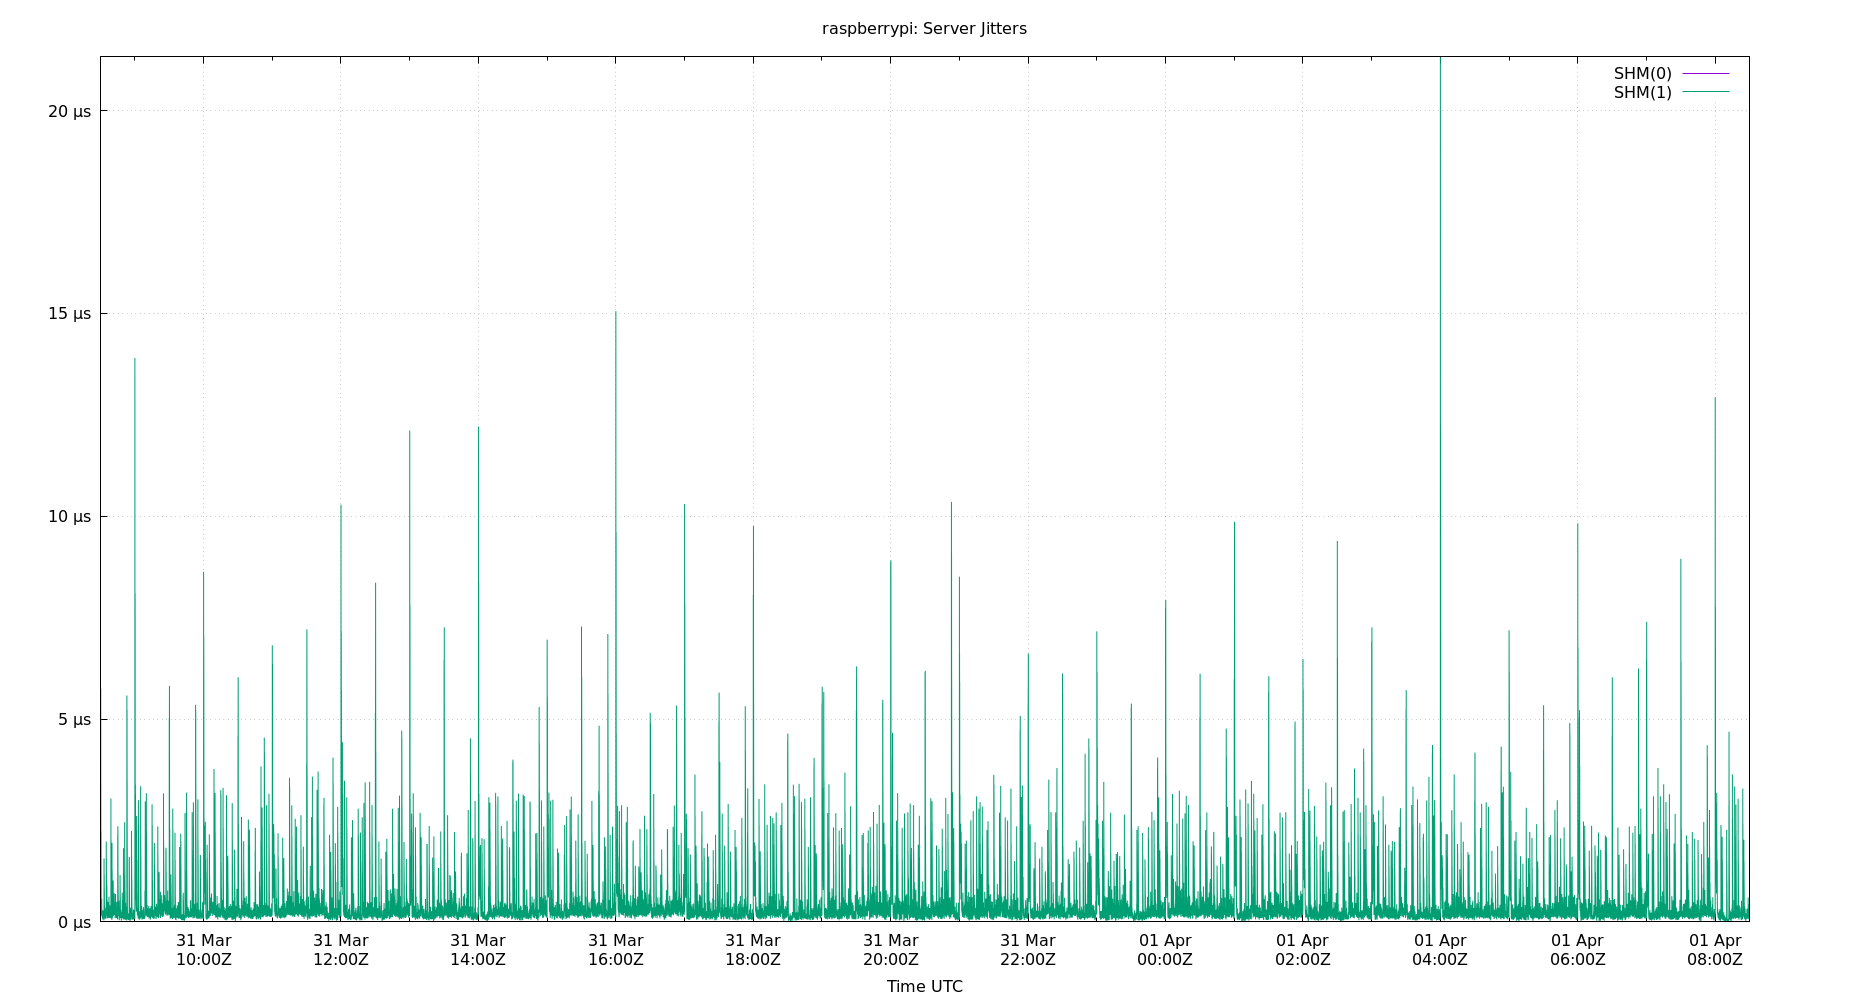 raspberrypi: Server Jitters
SHM(0)
SHM(1)
20 µs
15 µs
10 µs
5 µs
0 µs
31 Mar
10:00Z
31 Mar
12:00Z
31 Mar
14:00Z
31 Mar
16:00Z
31 Mar
18:00Z
31 Mar
20:00Z
31 Mar
22:00Z
01 Apr
00:00Z
01 Apr
02:00Z
01 Apr
04:00Z
01 Apr
06:00Z
01 Apr
08:00Z
Time UTC